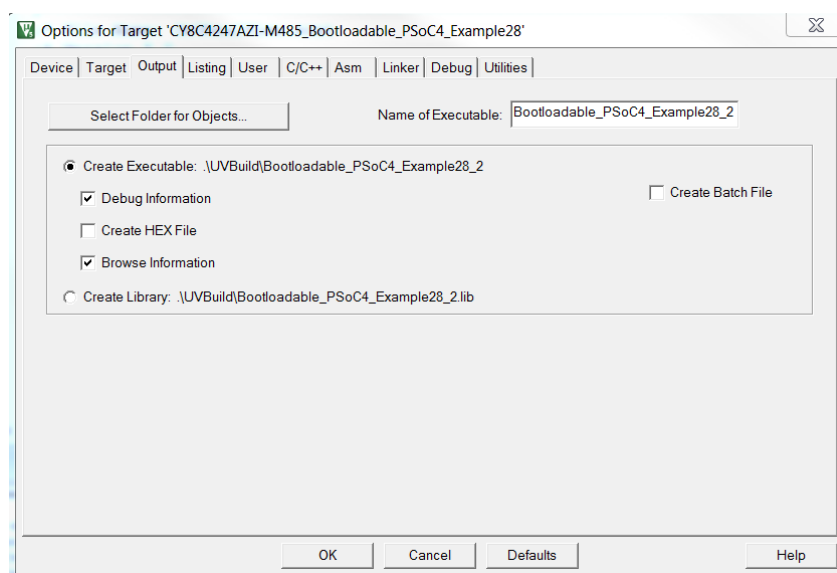 Options for Target 'CY8C4247AZI-M485_Bootloadable_PSoC4_Example28'
Device Target Output Listing User C/C++ Asm Linker Debug Utilities
Select Folder for Objects... Name of Executable: Bootloadable_PSoC4_Example28_2
Create Executable: .\UVBuild\Bootloadable_PSoC4_Example28_2
Debug Information Create Batch File
Create HEX File
Browse Information
Create Library: .\UVBuild\Bootloadable_PSoC4_Example28_2.lib
OK Cancel Defaults Help